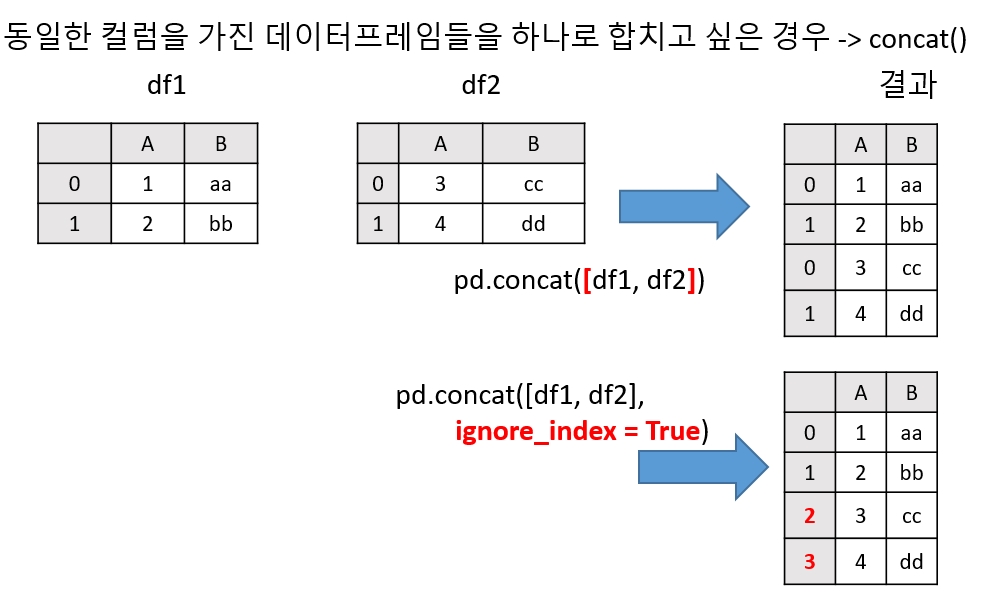 동일한 컬럼을 가진 데이터프레임들을 하나로 합치고 싶은 경우 -> concat()
df1
df2
결과
A B
0 1 aa
1 2 bb
A B
0 3 cc
1 4 dd
pd.concat([df1, df2])
A B
0 1 aa
1 2 bb
0 3 cc
1 4 dd
pd.concat([df1, df2],
ignore_index = True)
A B
0 1 aa
1 2 bb
2 3 cc
3 4 dd